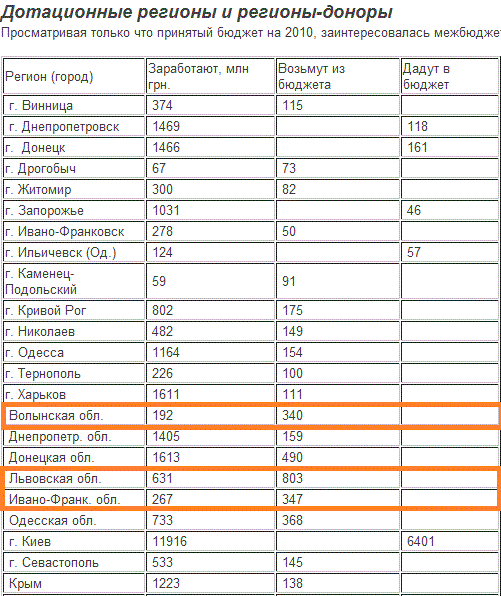 Дотационные регионы и регионы-доноры
Просматривая только что принятый бюджет на 2010, заинтересовалась межбюдже
Регион (город) Заработают, млн грн. Возьмут из бюджета Дадут в бюджет
г. Винница 374 115
г. Днепропетровск 1469 118
г. Донецк 1466 161
г. Дрогобыч 67 73
г. Житомир 300 82
г. Запорожье 1031 46
г. Ивано-Франковск 278 50
г. Ильичевск (Од.) 124 57
г. Каменец-Подольский 59 91
г. Кривой Рог 802 175
г. Николаев 482 149
г. Одесса 1164 154
г. Тернополь 226 100
г. Харьков 1611 111
Волынская обл. 192 340
Днепропетр. обл. 1405 159
Донецкая обл. 1613 490
Львовская обл. 631 803
Ивано-Франк. обл. 267 347
Одесская обл. 733 368
г. Киев 11916 6401
г. Севастополь 533 145
Крым 1223 138